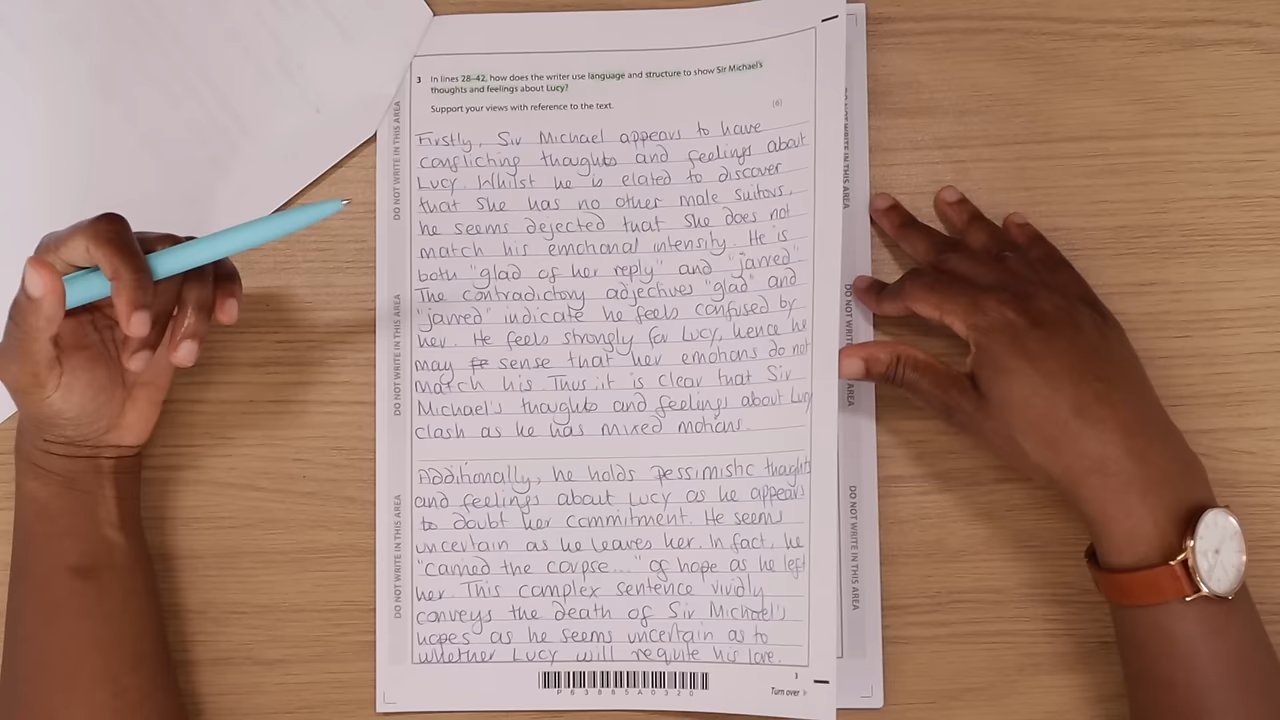 3 In lines 28–42, how does the writer use language and structure to show Sir Michael's
thoughts and feelings about Lucy?
Support your views with reference to the text.
(6)
Firstly, Sir Michael appears to have
conflicting thoughts and feelings about
Lucy. Whilst he is elated to discover
that she has no other male suitors,
he seems dejected that she does not
match his emotional intensity. He is
both "glad of her reply" and "jarred"
The contradictory adjectives "glad" and
"jarred" indicate he feels confused by
her. He feels strongly for Lucy, hence he
may sense that her emotions do not
match his. Thus it is clear that Sir
Michael's thoughts and feelings about Lucy
clash as he has mixed motions.
Additionally, he holds pessimistic thoughts
and feelings about Lucy as he appears
to doubt her commitment. He seems
uncertain as he leaves her. In fact, he
"carried the corpse..." of hope as he left
her. This complex sentence vividly
conveys the death of Sir Michael's
hopes as he seems uncertain as to
whether Lucy will requite his love.
3
P63865A0320
Turn over
DO NOT WRITE IN THIS AREA
DO NOT WRITE IN THIS AREA
DO NOT WRITE IN THIS AREA
DO NOT WRITE IN THIS AREA
DO NOT WRITE
AREA
DO NOT WRITE IN THIS AREA